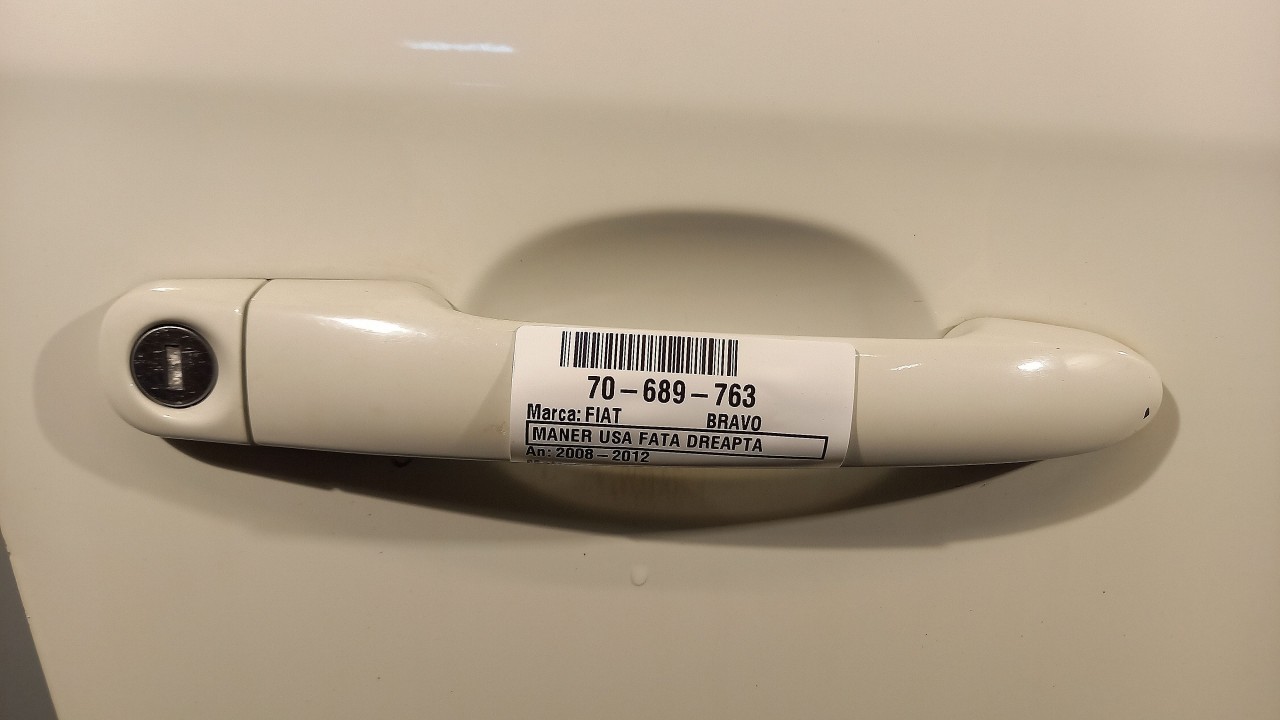 70-689-763
Marca: FIAT BRAVO
MANER USA FATA DREAPTA
An: 2008-2012